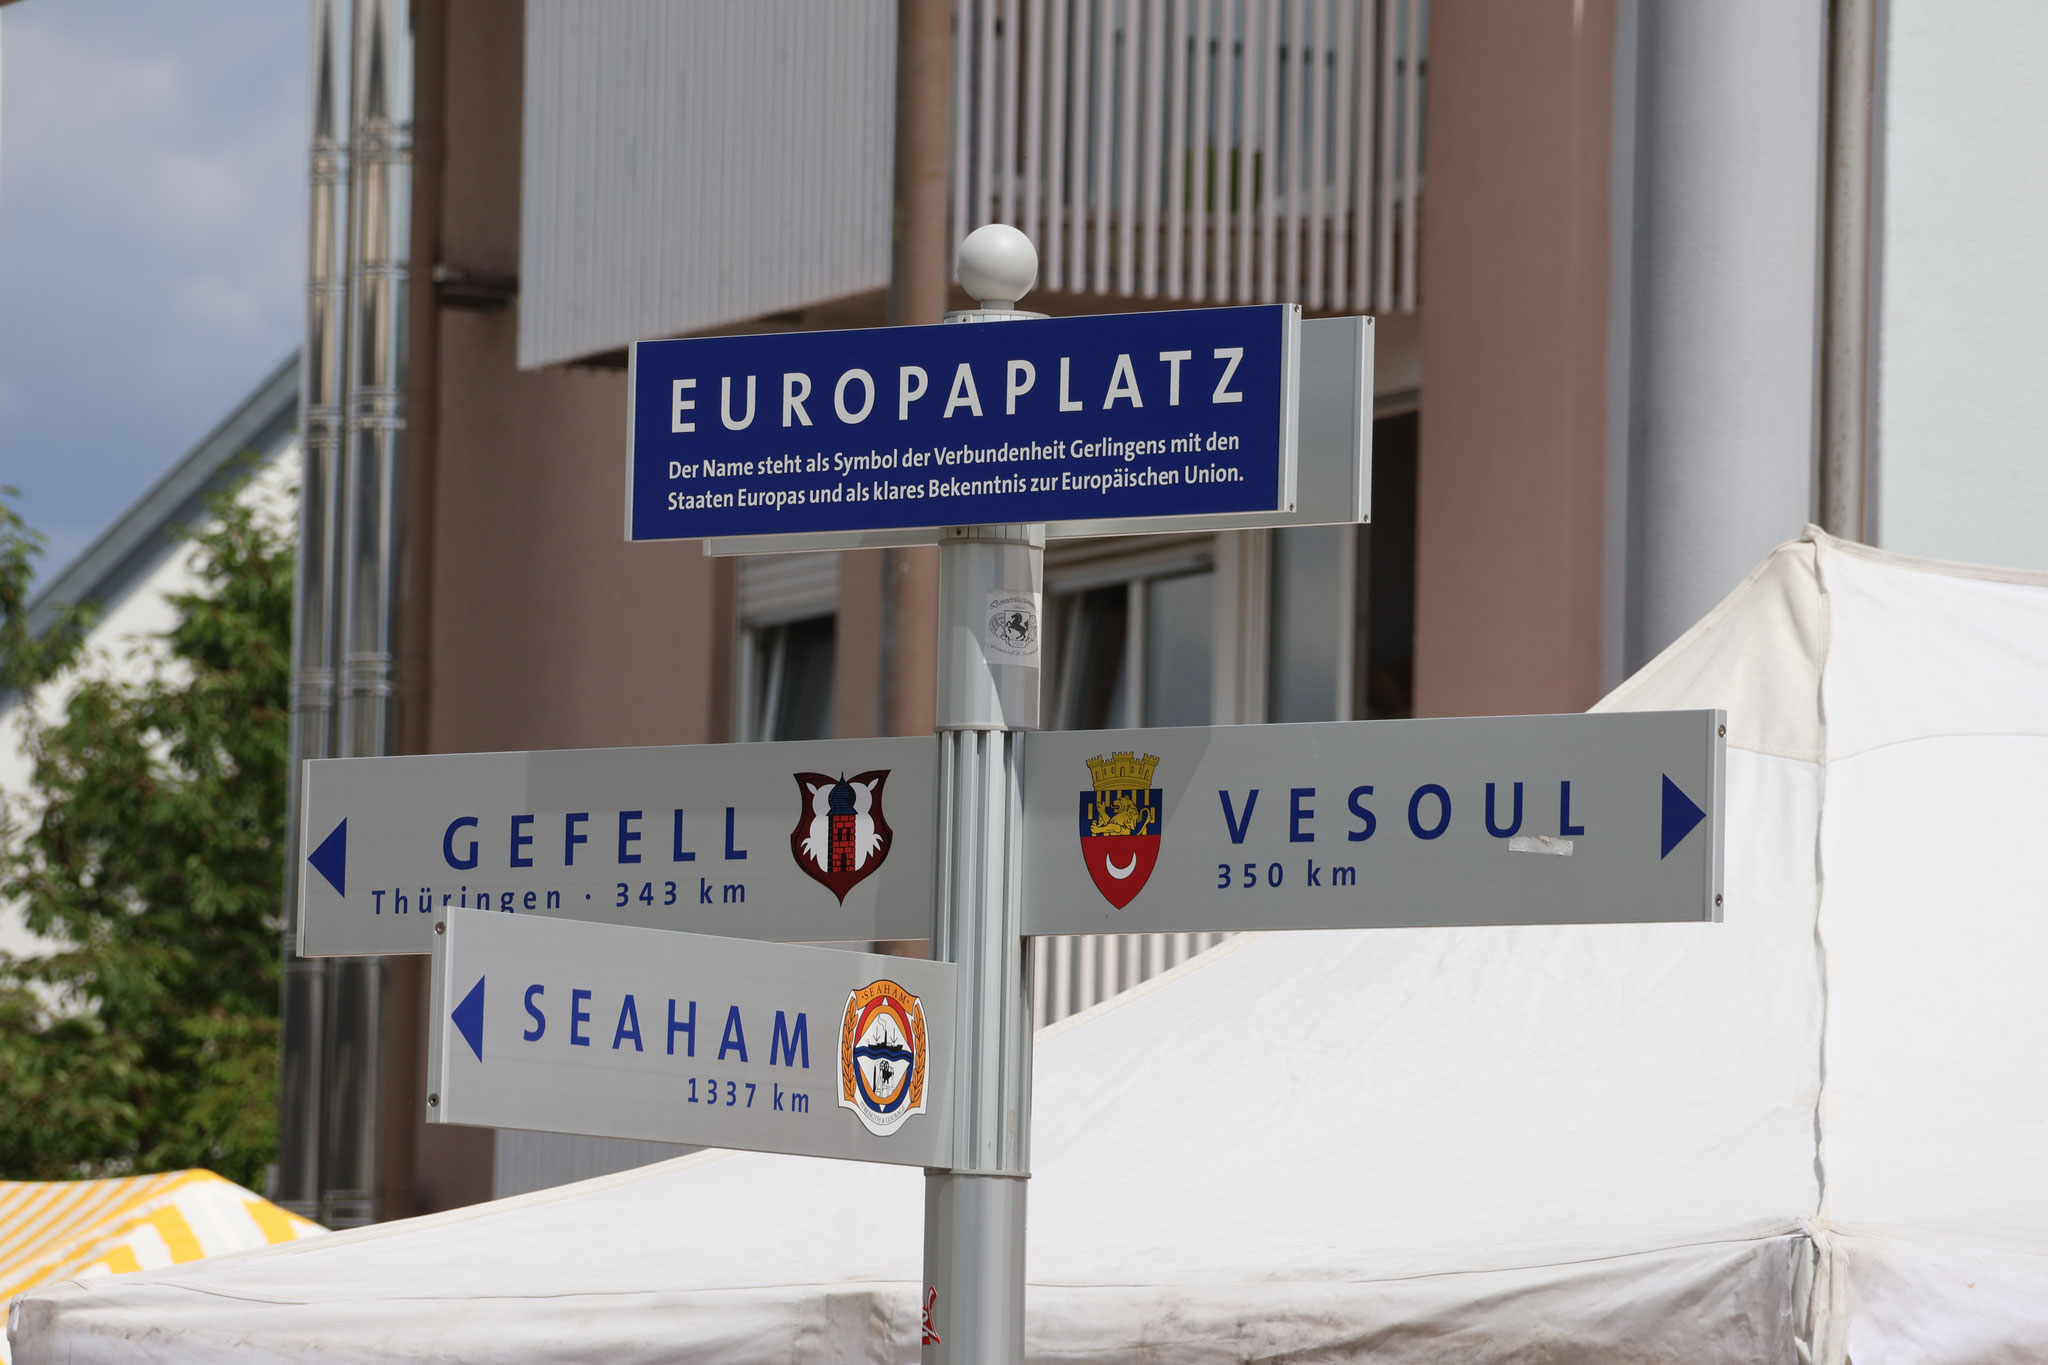 EUROPAPLATZ
Der Name steht als Symbol der Verbundenheit Gerlingens mit den
Staaten Europas und als klares Bekenntnis zur Europäischen Union.
GEFELL
Thüringen · 343 km
VESOUL
350 km
SEAHAM
1337 km
SEAHAM